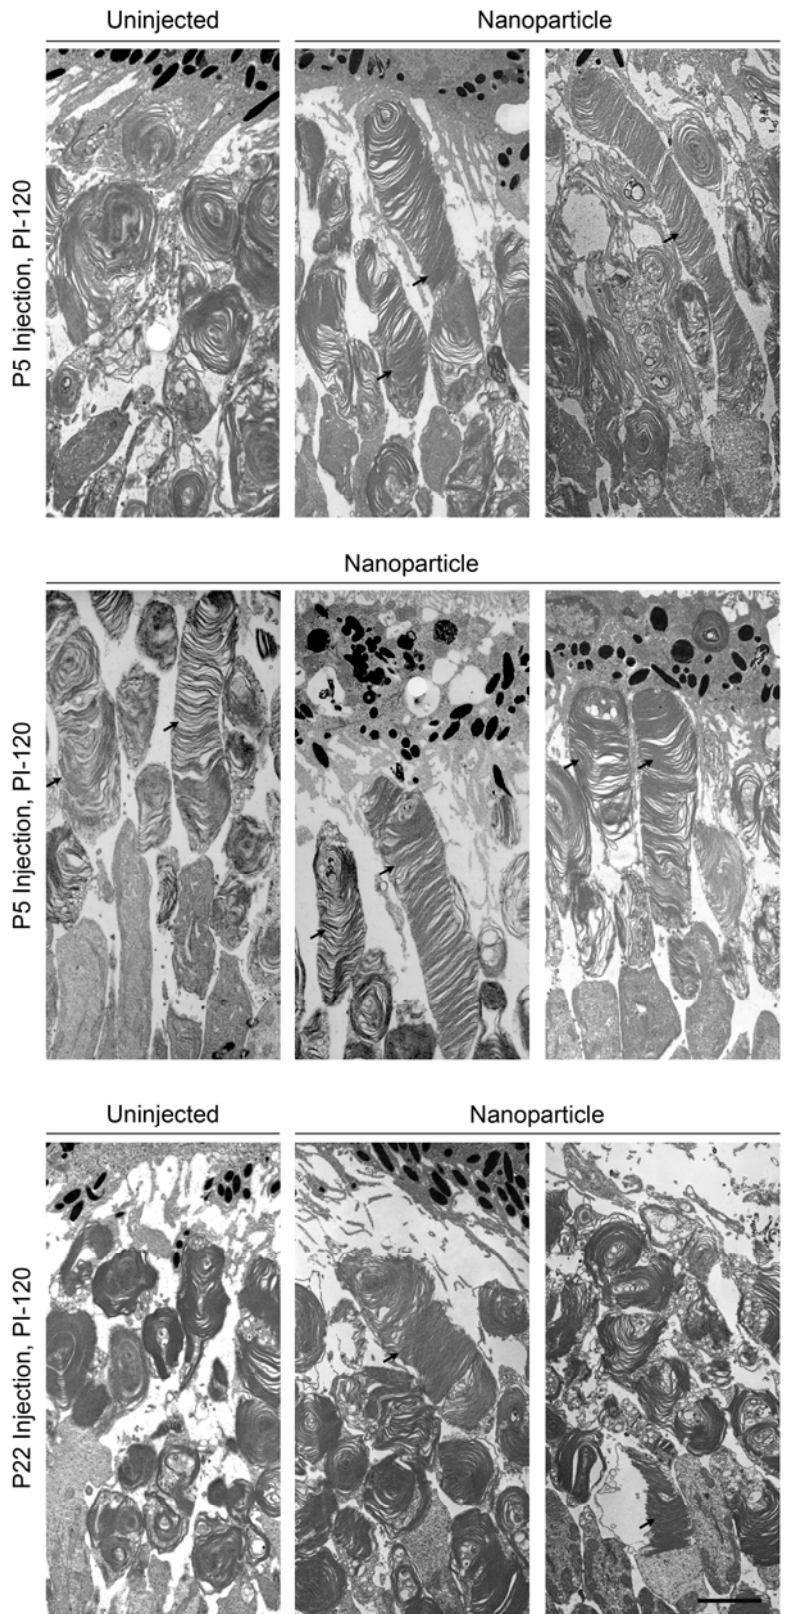 Uninjected
Nanoparticle
P5 Injection, PI-120
Nanoparticle
P5 Injection, PI-120
Uninjected
Nanoparticle
P22 Injection, PI-120